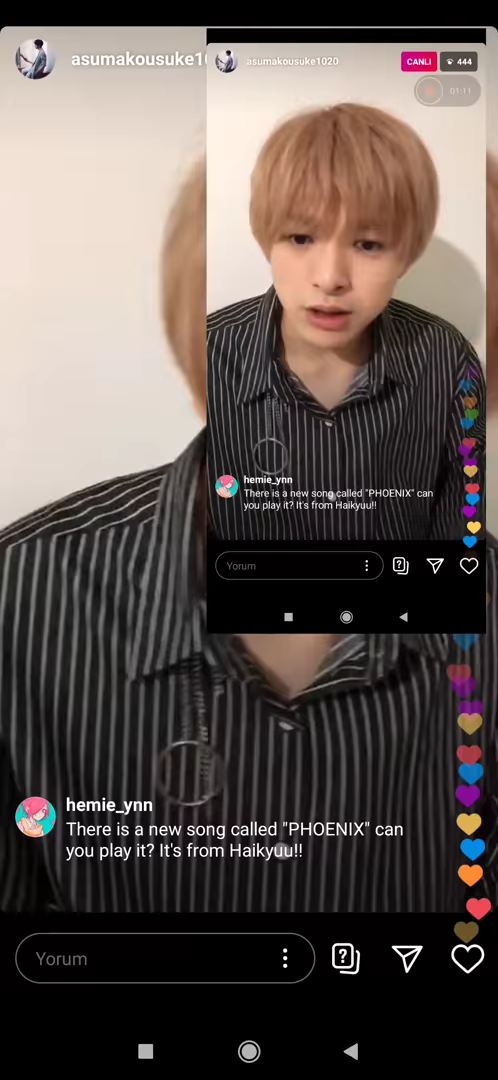 asumakousuke1
asumakousuke1020
CANLI
444
01:11
hemie_ynn
There is a new song called "PHOENIX" can
you play it? It's from Haikyuu!!
Yorum
hemie_ynn
There is a new song called "PHOENIX" can
you play it? It's from Haikyuu!!
Yorum